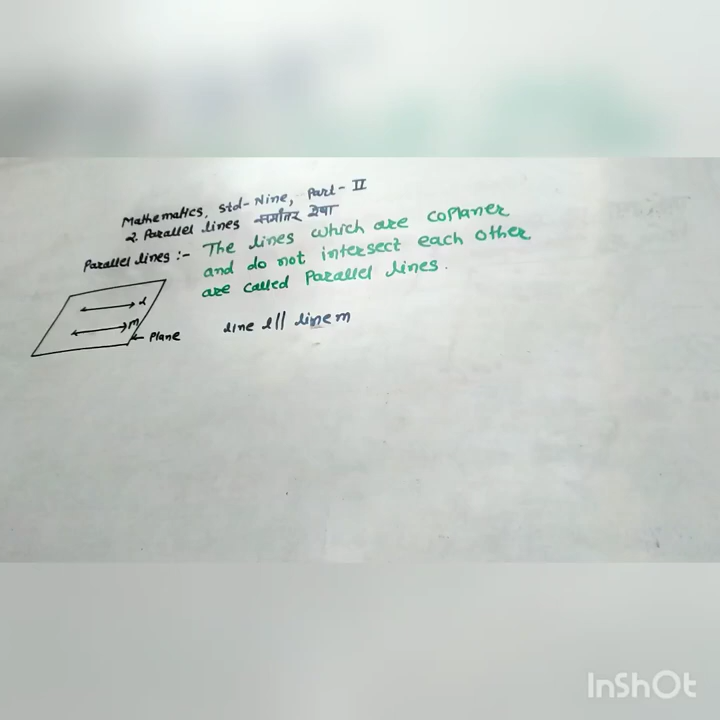 Mathematics, Std-Nine, Part-II
2. Parallel lines समांतर रेषा
Parallel lines :- The lines which are coplaner
and do not intersect each other
are called Parallel lines.
l
m
Plane
line l || line m
InShOt